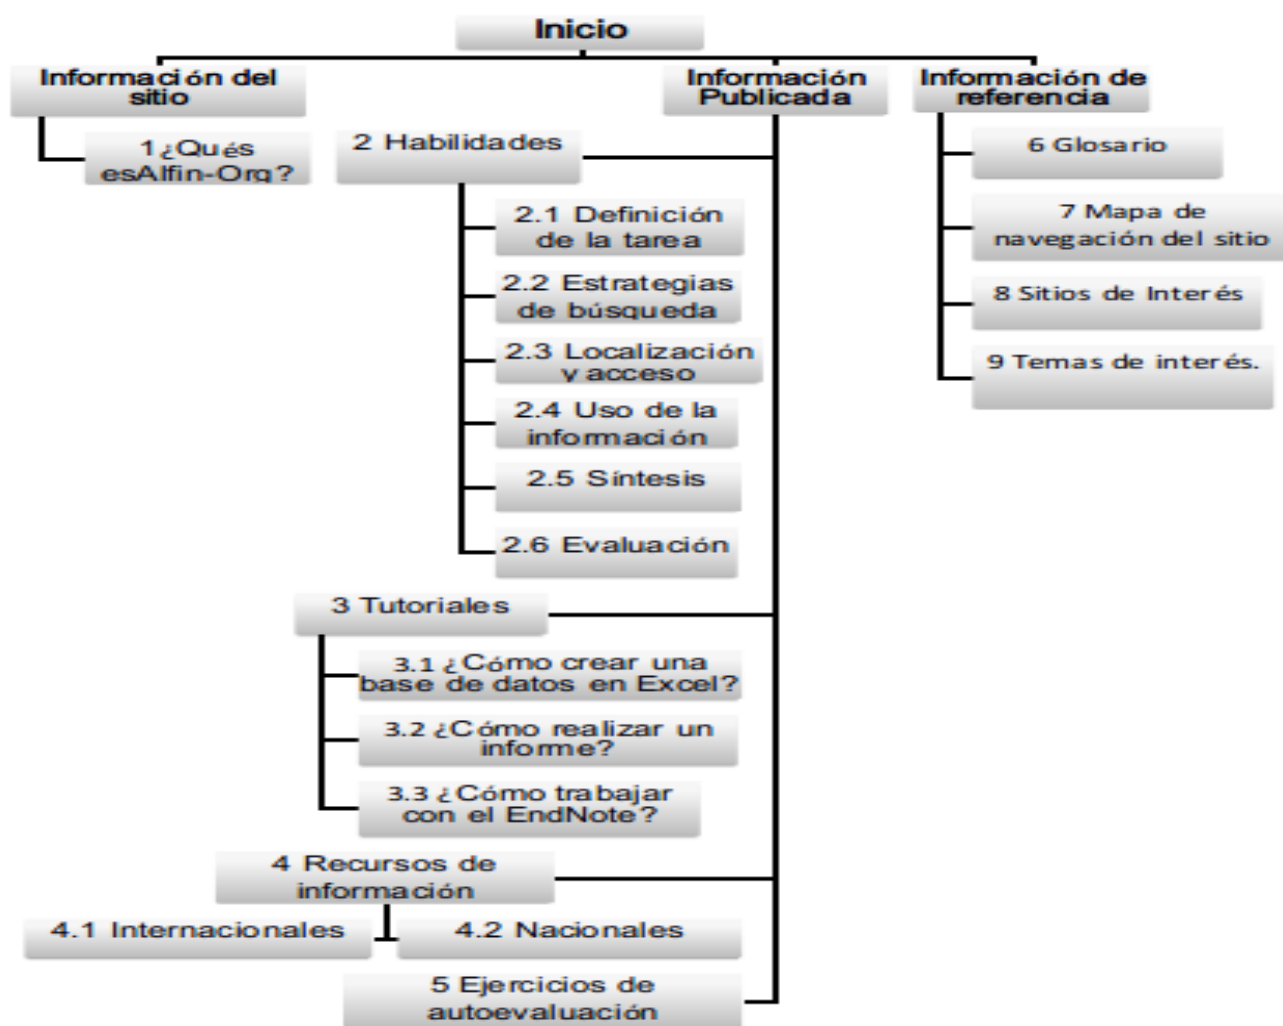 Inicio
Información del
sitio
Información
Publicada
Información de
referencia
1¿Qués
esAlfin-Org?
2 Habilidades
2.1 Definición
de la tarea
2.2 Estrategias
de búsqueda
2.3 Localización
y acceso
2.4 Uso de la
información
2.5 Síntesis
2.6 Evaluación
3 Tutoriales
3.1 ¿Cómo crear una
base de datos en Excel?
3.2 ¿Cómo realizar un
informe?
3.3 ¿Cómo trabajar
con el EndNote?
4 Recursos de
información
4.1 Internacionales
4.2 Nacionales
5 Ejercicios de
autoevaluación
6 Glosario
7 Mapa de
navegación del sitio
8 Sitios de Interés
9 Temas de interés.